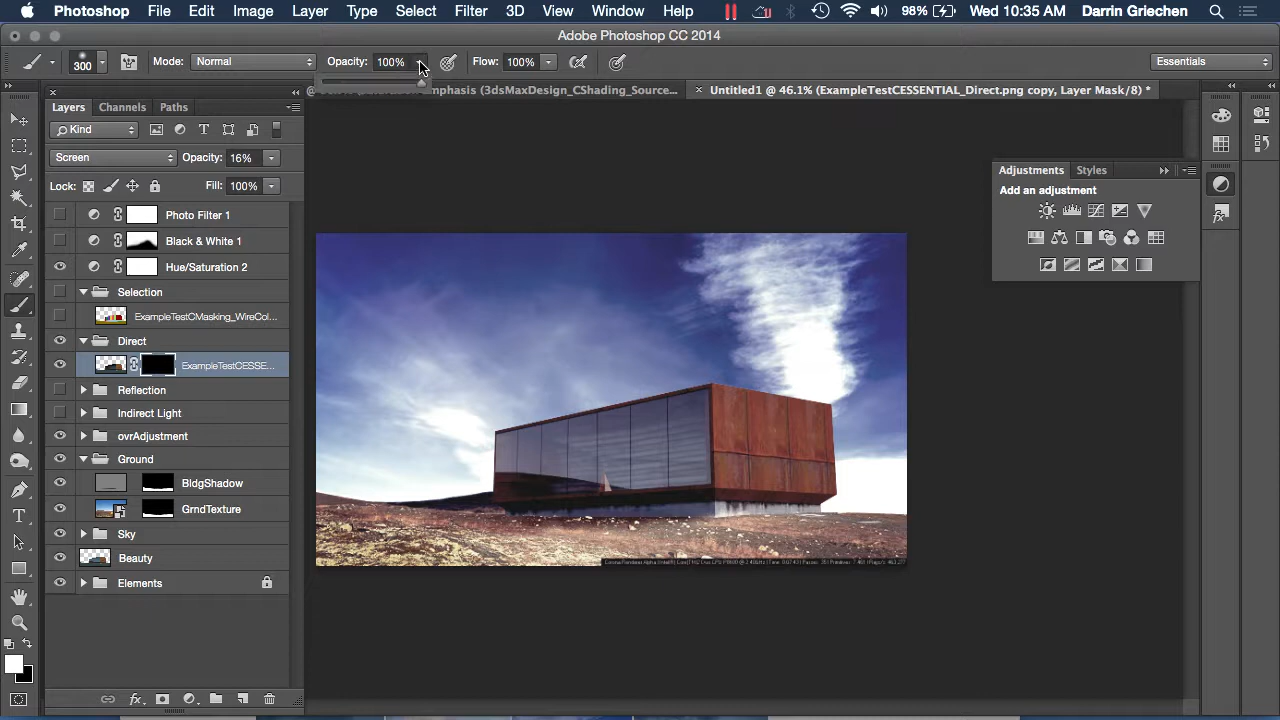 Photoshop File Edit Image Layer Type Select Filter 3D View Window Help 98% Wed 10:35 AM Darrin Griechen
Adobe Photoshop CC 2014
300 Mode: Normal Opacity: 100% Flow: 100% Essentials
mphasis (3dsMaxDesign_CShading_Source... Untitled1 @ 46.1% (ExampleTestCESSENTIAL_Direct.png copy, Layer Mask/8) *
Layers Channels Paths
Kind
Screen Opacity: 16%
Lock: Fill: 100%
Photo Filter 1
Black & White 1
Hue/Saturation 2
Selection
ExampleTestCMasking_WireCol...
Direct
ExampleTestCESSE...
Reflection
Indirect Light
ovrAdjustment
Ground
BldgShadow
GrndTexture
Sky
Beauty
Elements
Adjustments Styles
Add an adjustment